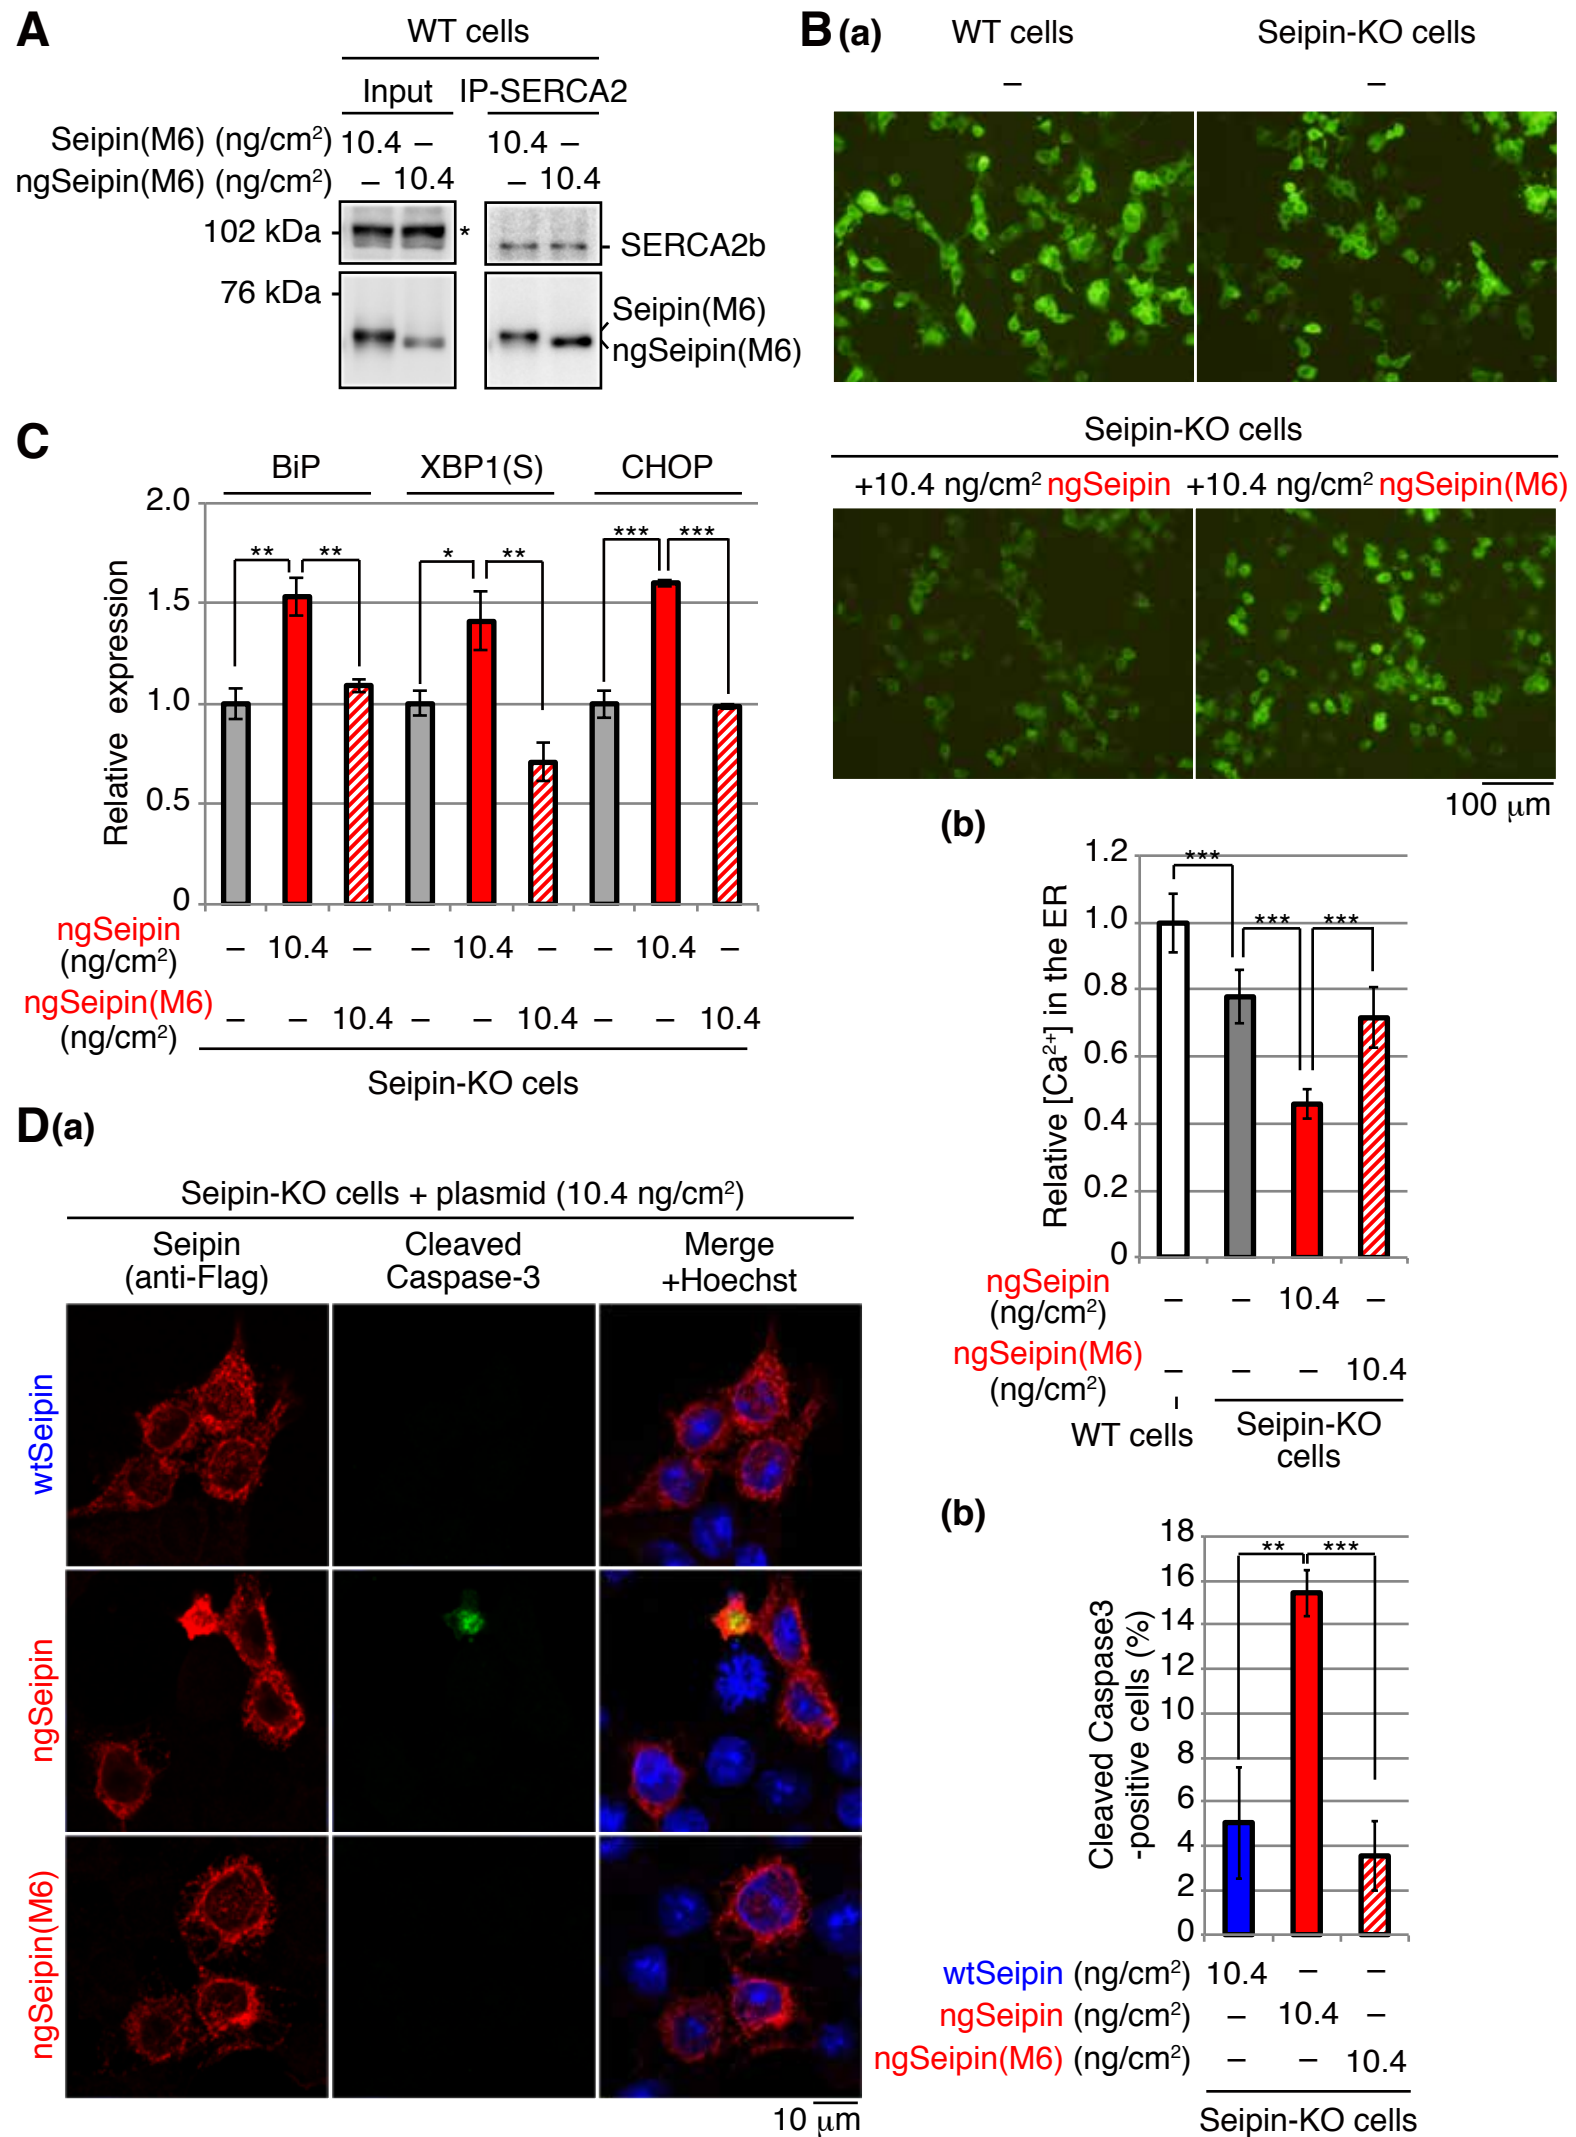 A
WT cells
Input IP-SERCA2
Seipin(M6) (ng/cm²) 10.4 – 10.4 –
ngSeipin(M6) (ng/cm²) – 10.4 – 10.4
102 kDa * SERCA2b
76 kDa
Seipin(M6)
ngSeipin(M6)
B (a)
WT cells Seipin-KO cells
– –
Seipin-KO cells
+10.4 ng/cm² ngSeipin +10.4 ng/cm² ngSeipin(M6)
100 μm
(b)
Relative [Ca²⁺] in the ER
1.2
1.0
0.8
0.6
0.4
0.2
0
*** *** ***
ngSeipin
(ng/cm²) – – 10.4 –
ngSeipin(M6)
(ng/cm²) – – – 10.4
WT cells Seipin-KO
cells
C
BiP XBP1(S) CHOP
Relative expression
2.0
1.5
1.0
0.5
0
** ** * ** *** ***
ngSeipin
(ng/cm²) – 10.4 – – 10.4 – – 10.4 –
ngSeipin(M6)
(ng/cm²) – – 10.4 – – 10.4 – – 10.4
Seipin-KO cels
D (a)
Seipin-KO cells + plasmid (10.4 ng/cm²)
Seipin
(anti-Flag)
Cleaved
Caspase-3
Merge
+Hoechst
wtSeipin
ngSeipin
ngSeipin(M6)
10 μm
(b)
Cleaved Caspase3
-positive cells (%)
18
16
14
12
10
8
6
4
2
0
** ***
wtSeipin (ng/cm²) 10.4 – –
ngSeipin (ng/cm²) – 10.4 –
ngSeipin(M6) (ng/cm²) – – 10.4
Seipin-KO cells